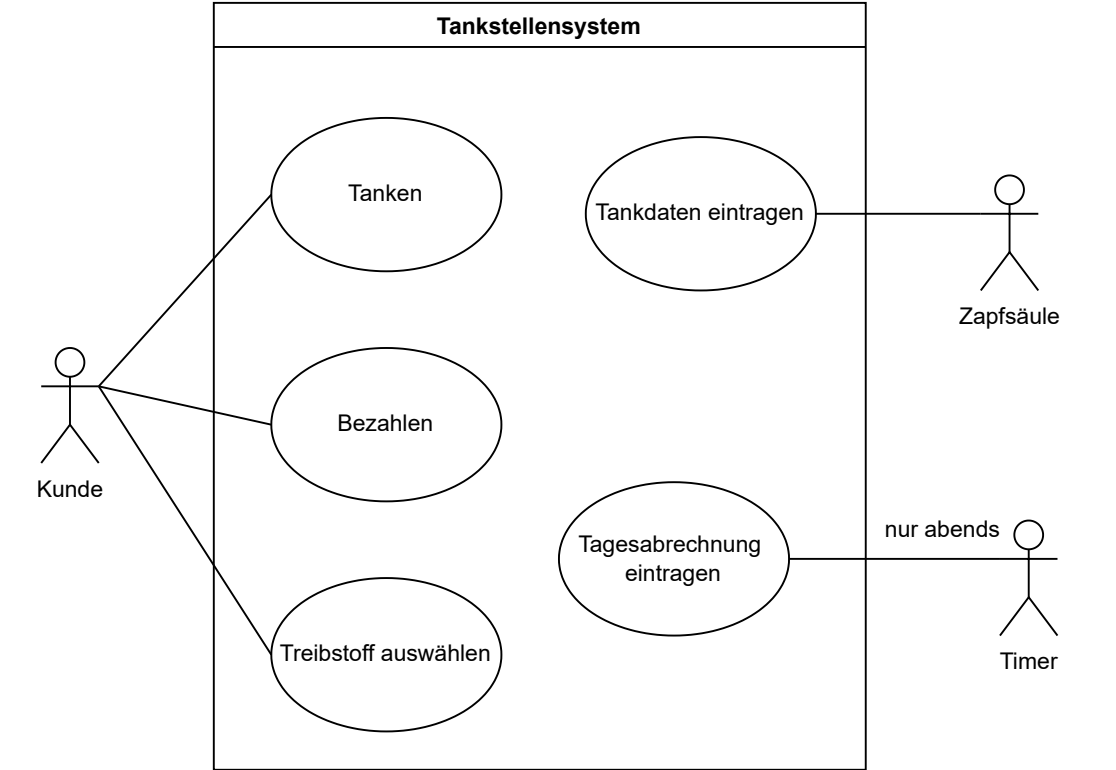 Tankstellensystem
Tanken
Tankdaten eintragen
Zapfsäule
Bezahlen
Kunde
nur abends
Tagesabrechnung
eintragen
Treibstoff auswählen
Timer